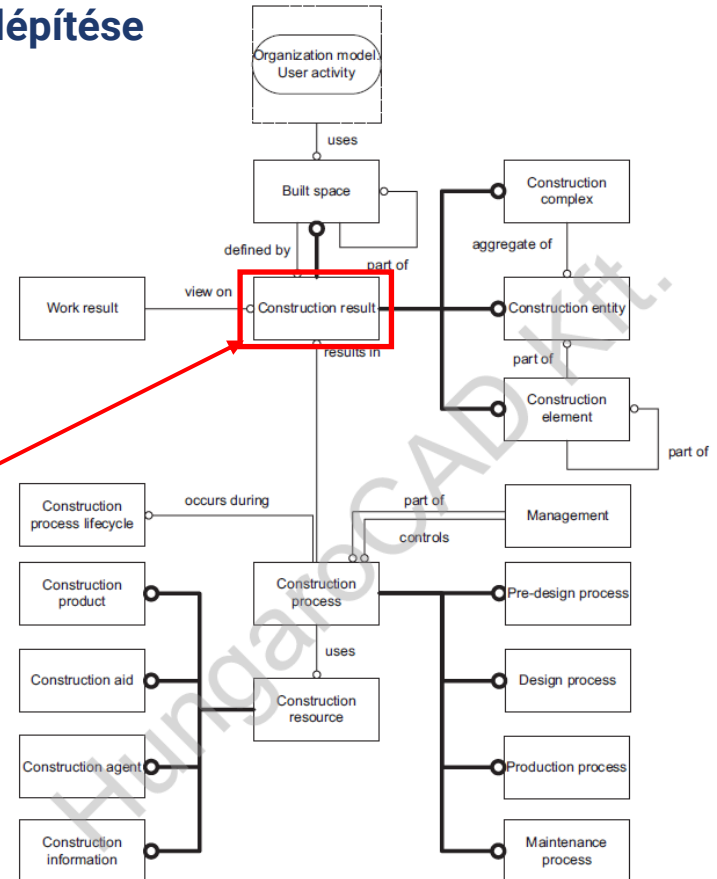 lépítése
Organization model.
User activity
uses
Built space
Construction
complex
defined by
part of
aggregate of
Work result
view on
Construction result
Construction entity
results in
part of
Construction
element
part of
Construction
process lifecycle
occurs during
part of
controls
Management
Construction
product
Construction
process
Pre-design process
uses
Construction aid
Construction
resource
Design process
Construction agent
Production process
Construction
information
Maintenance
process
HungaroCAD Kft.